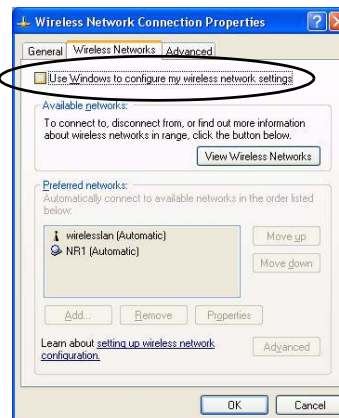 Wireless Network Connection Properties
General Wireless Networks Advanced
Use Windows to configure my wireless network settings
Available networks:
To connect to, disconnect from, or find out more information
about wireless networks in range, click the button below.
View Wireless Networks
Preferred networks:
Automatically connect to available networks in the order listed
below:
wirelesslan (Automatic)
NR1 (Automatic)
Move up
Move down
Add... Remove Properties
Learn about setting up wireless network
configuration.
Advanced
OK Cancel